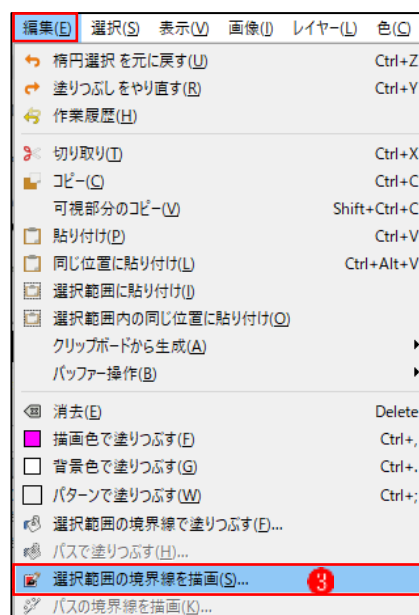 編集(E) 選択(S) 表示(V) 画像(I) レイヤー(L) 色(C)
楕円選択 を元に戻す(U) Ctrl+Z
塗りつぶし をやり直す(R) Ctrl+Y
作業履歴(H)
切り取り(T) Ctrl+X
コピー(C) Ctrl+C
可視部分のコピー(V) Shift+Ctrl+C
貼り付け(P) Ctrl+V
同じ位置に貼り付け(L) Ctrl+Alt+V
選択範囲に貼り付け(I)
選択範囲内の同じ位置に貼り付け(O)
クリップボードから生成(A)
バッファー操作(B)
消去(E) Delete
描画色で塗りつぶす(F) Ctrl+,
背景色で塗りつぶす(G) Ctrl+.
パターンで塗りつぶす(W) Ctrl+;
選択範囲の境界線で塗りつぶす(F)...
パスで塗りつぶす(H)...
選択範囲の境界線を描画(S)... 3
パスの境界線を描画(K)...